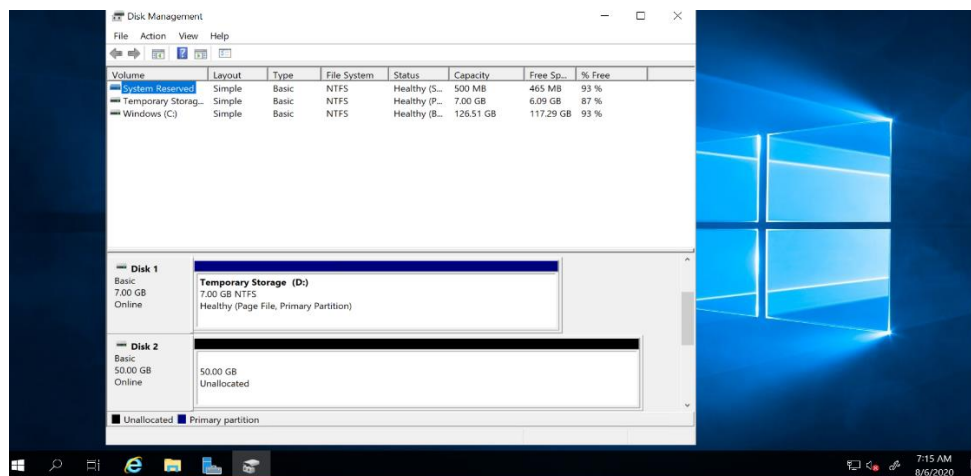 Disk Management
File Action View Help
Volume Layout Type File System Status Capacity Free Sp... % Free
System Reserved Simple Basic NTFS Healthy (S... 500 MB 465 MB 93 %
Temporary Storag... Simple Basic NTFS Healthy (P... 7.00 GB 6.09 GB 87 %
Windows (C:) Simple Basic NTFS Healthy (B... 126.51 GB 117.29 GB 93 %
Disk 1
Basic
7.00 GB
Online
Temporary Storage (D:)
7.00 GB NTFS
Healthy (Page File, Primary Partition)
Disk 2
Basic
50.00 GB
Online
50.00 GB
Unallocated
Unallocated Primary partition
7:15 AM
8/6/2020